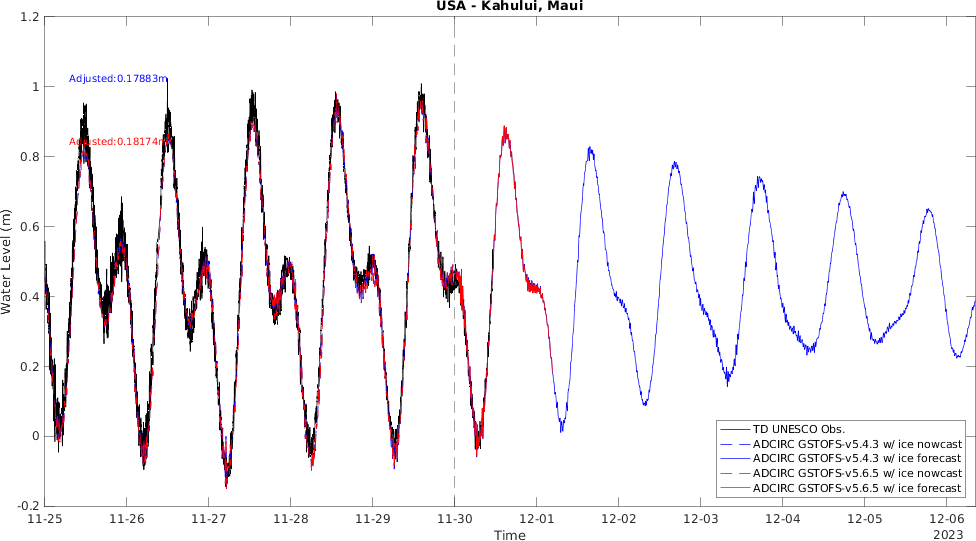 USA - Kahului, Maui
1.2
1
0.8
0.6
0.4
0.2
0
-0.2
Water Level (m)
Adjusted:0.17883m
Adjusted:0.18174m
TD UNESCO Obs.
ADCIRC GSTOFS-v5.4.3 w/ ice nowcast
ADCIRC GSTOFS-v5.4.3 w/ ice forecast
ADCIRC GSTOFS-v5.6.5 w/ ice nowcast
ADCIRC GSTOFS-v5.6.5 w/ ice forecast
11-25 11-26 11-27 11-28 11-29 11-30 12-01 12-02 12-03 12-04 12-05 12-06
Time
2023